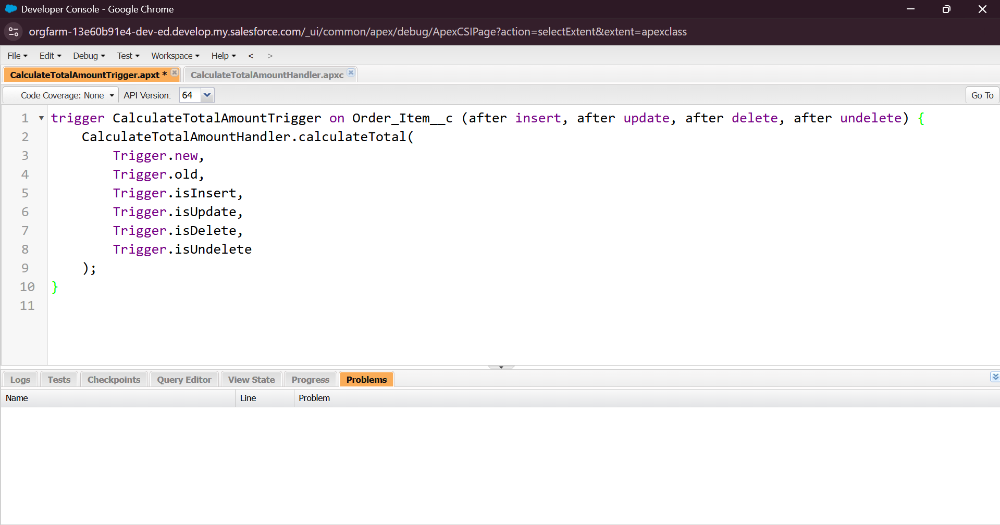 Developer Console - Google Chrome
orgfarm-13e60b91e4-dev-ed.develop.my.salesforce.com/_ui/common/apex/debug/ApexCSIPage?action=selectExtent&extent=apexclass
File Edit Debug Test Workspace Help < >
CalculateTotalAmountTrigger.apxt * CalculateTotalAmountHandler.apxc
Code Coverage: None API Version: 64 Go To
1 trigger CalculateTotalAmountTrigger on Order_Item__c (after insert, after update, after delete, after undelete) {
2 CalculateTotalAmountHandler.calculateTotal(
3 Trigger.new,
4 Trigger.old,
5 Trigger.isInsert,
6 Trigger.isUpdate,
7 Trigger.isDelete,
8 Trigger.isUndelete
9 );
10 }
11
Logs Tests Checkpoints Query Editor View State Progress Problems
Name Line Problem